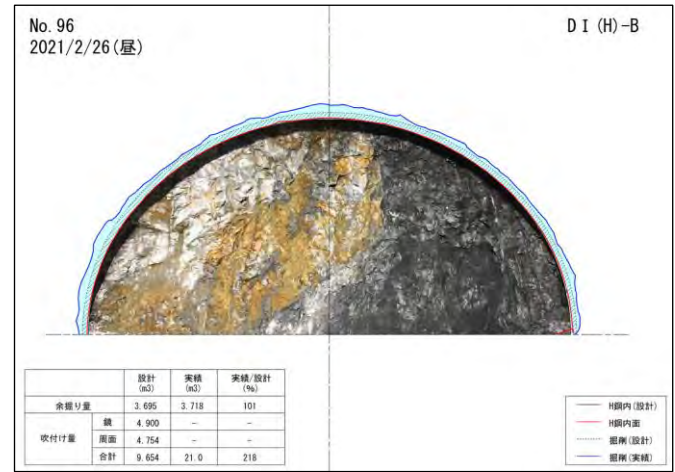 No. 96
2021/2/26(昼)
DI(H)-B
設計 (m3) 実績 (m3) 実績/設計 (%)
余掘り量 3.695 3.718 101
吹付け量 鏡 4.900 - -
周面 4.754 - -
合計 9.654 21.0 218
H鋼内(設計)
H鋼内面
掘削(設計)
掘削(実績)